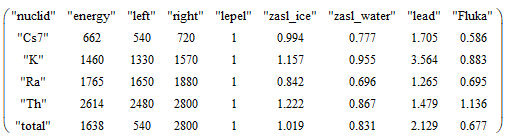 "nuclid" "energy" "left" "right" "lepel" "zasl_ice" "zasl_water" "lead" "Fluka"
"Cs7" 662 540 720 1 0.994 0.777 1.705 0.586
"K" 1460 1330 1570 1 1.157 0.955 3.564 0.883
"Ra" 1765 1650 1880 1 0.842 0.696 1.265 0.695
"Th" 2614 2480 2800 1 1.222 0.867 1.479 1.136
"total" 1638 540 2800 1 1.019 0.831 2.129 0.677